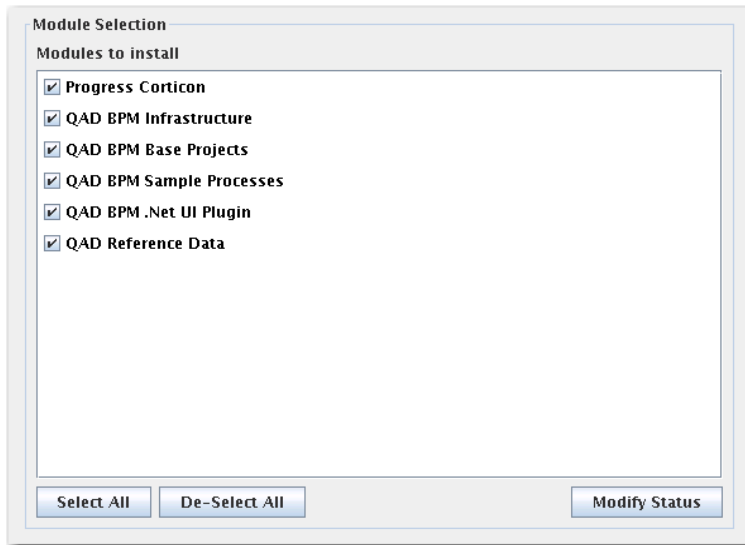 Module Selection
Modules to install
Progress Corticon
QAD BPM Infrastructure
QAD BPM Base Projects
QAD BPM Sample Processes
QAD BPM .Net UI Plugin
QAD Reference Data
Select All De-Select All Modify Status